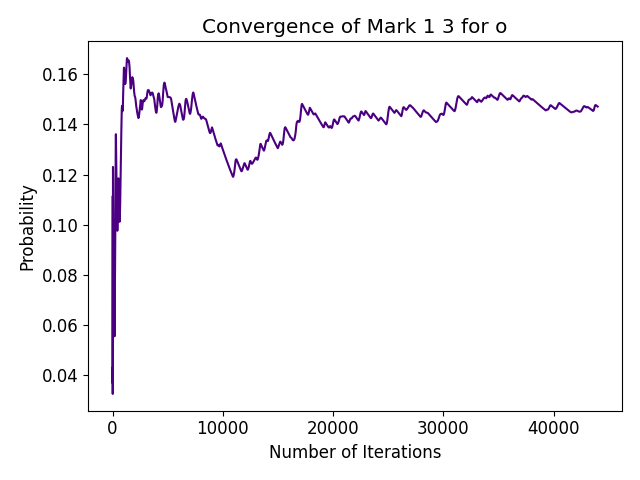 Convergence of Mark 1 3 for o
0.16
0.14
0.12
0.10
0.08
0.06
0.04
Probability
0 10000 20000 30000 40000
Number of Iterations